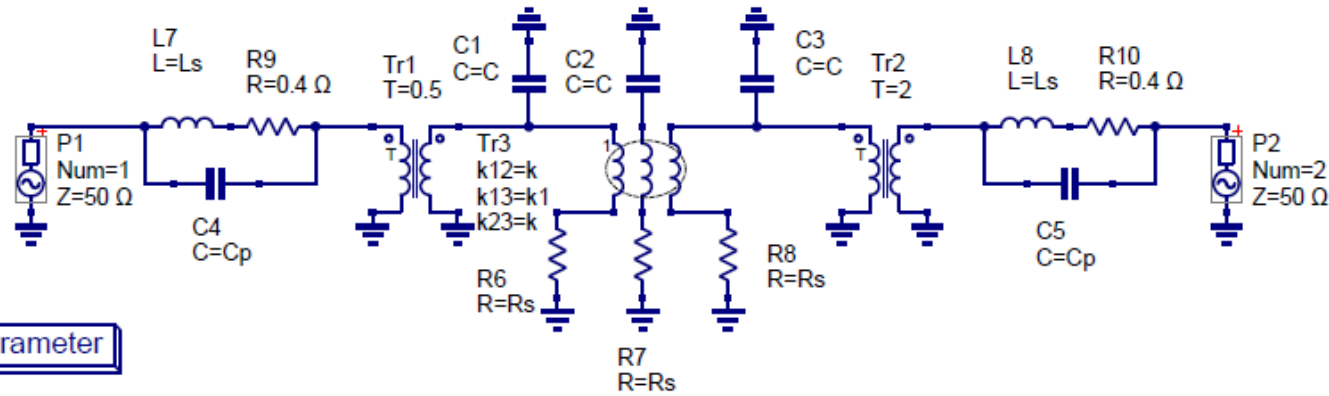 L7
L=Ls
R9
R=0.4 Ω
Tr1
T=0.5
C1
C=C
C2
C=C
C3
C=C
Tr2
T=2
L8
L=Ls
R10
R=0.4 Ω
P1
Num=1
Z=50 Ω
C4
C=Cp
T
Tr3
k12=k
k13=k1
k23=k
1
T
P2
Num=2
Z=50 Ω
C5
C=Cp
R6
R=Rs
R7
R=Rs
R8
R=Rs
rameter